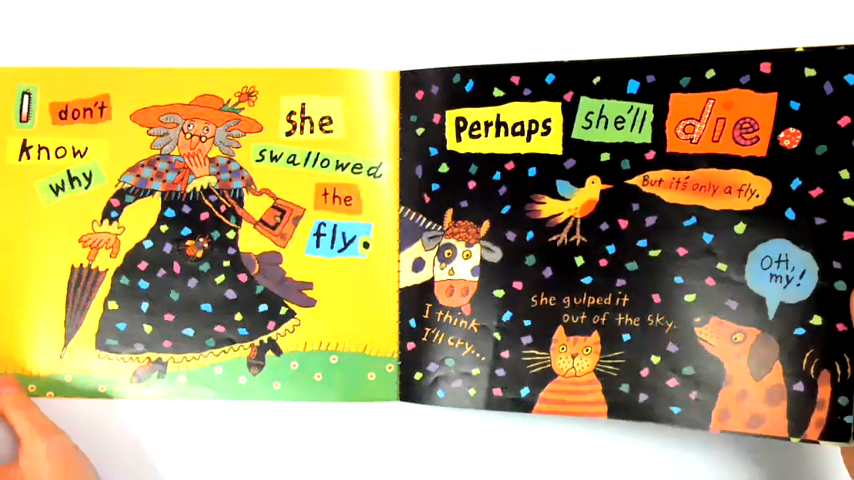 I don't
know
why
she
swallowed
the
fly.
Perhaps she'll die.
But it's only a fly.
OH,
my!
She gulped it
out of the sky.
I think
I'll cry...